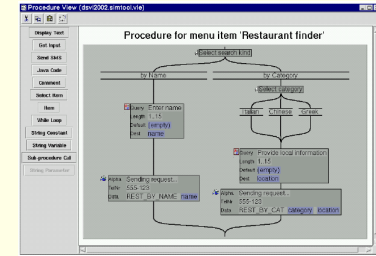 Procedure View (dsvl2002.simtool.vle)
Display Text
Get Input
Send SMS
Java Code
Comment
Select Item
Item
While Loop
String Constant
String Variable
Sub-procedure Call
String Parameter
Procedure for menu item 'Restaurant finder'
Select search kind
by Name
by Category
Select category
Italian Chinese Greek
Query Enter name
Length 1..15
Default (empty)
Dest name
Query Provide local information
Length 1..15
Default (empty)
Dest location
Alpha Sending request...
555-123
Data REST_BY_NAME name
Alpha Sending request...
555-123
Data REST_BY_CAT category location